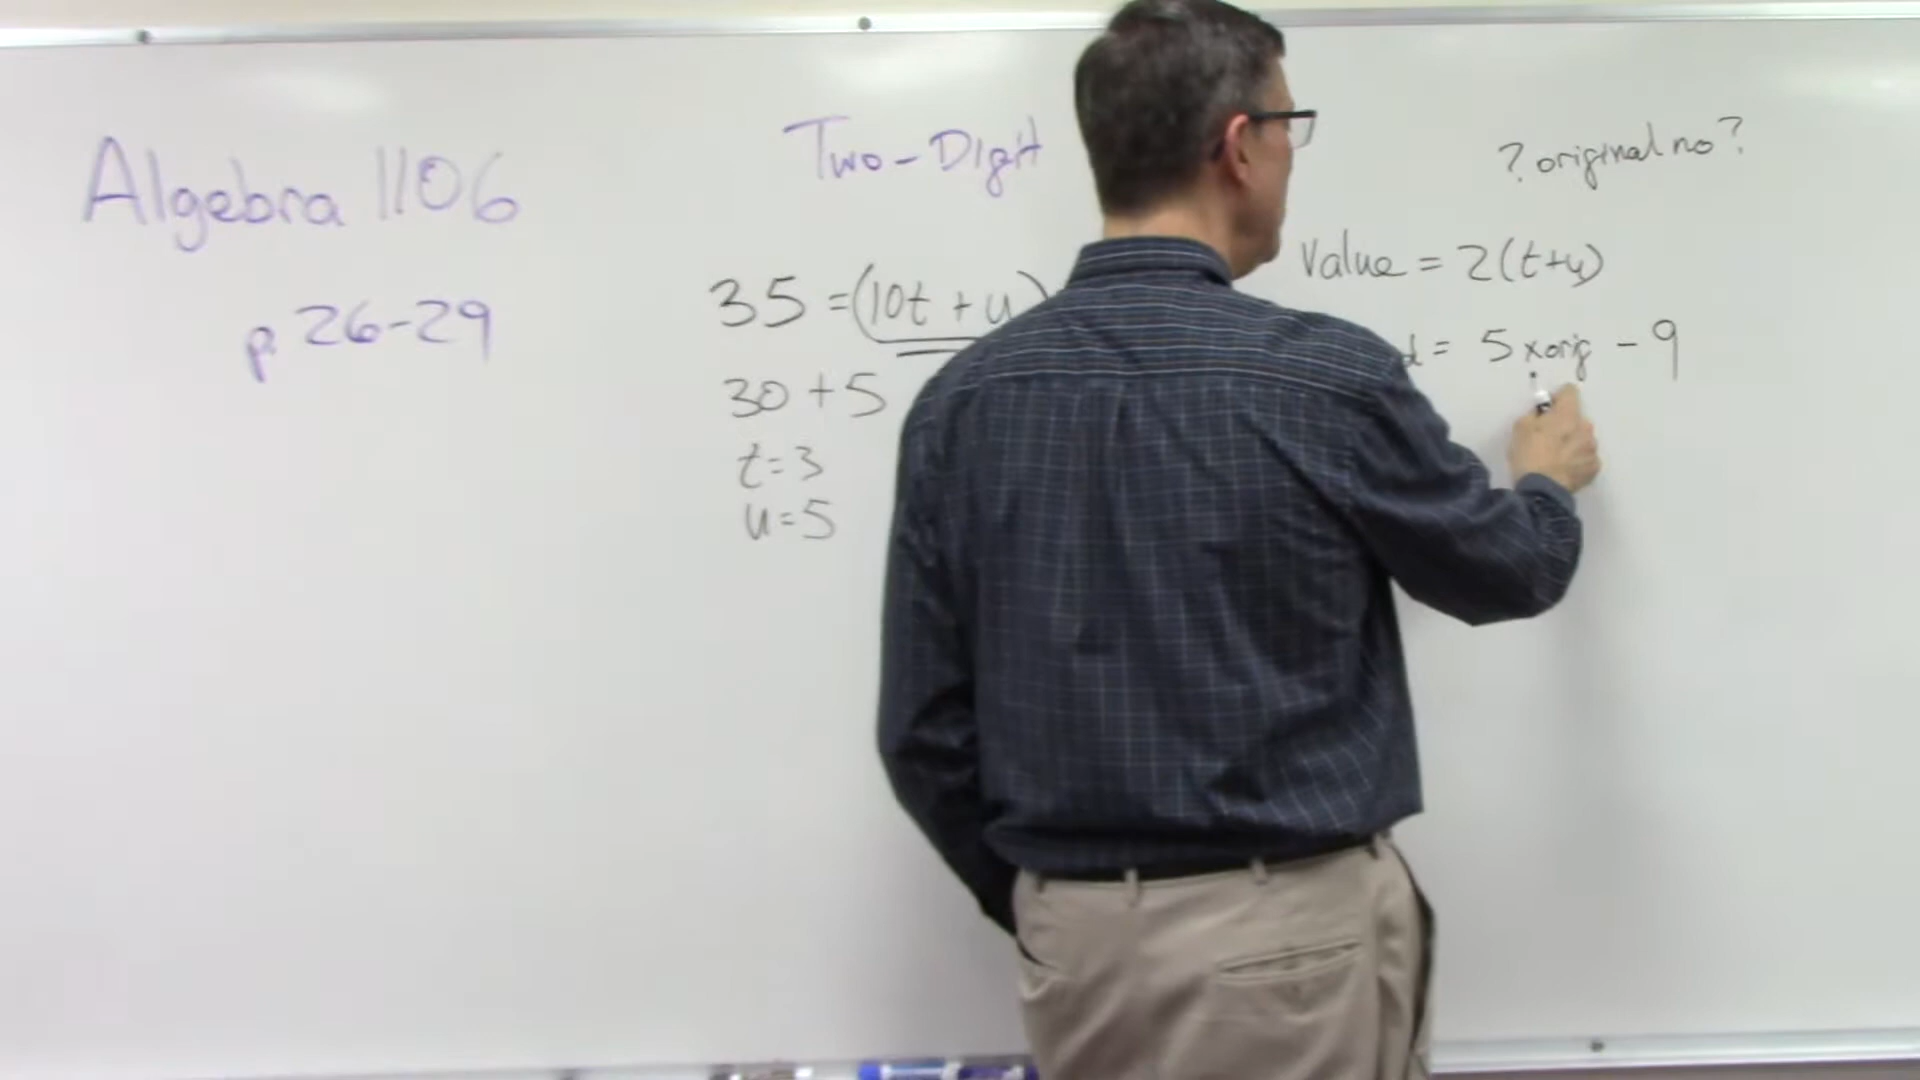 Algebra 1106
p 26-29
Two-Digit
35 = (10t + u)
30 + 5
t = 3
u = 5
? original no ?
Value = 2(t+u)
= 5 x orig - 9